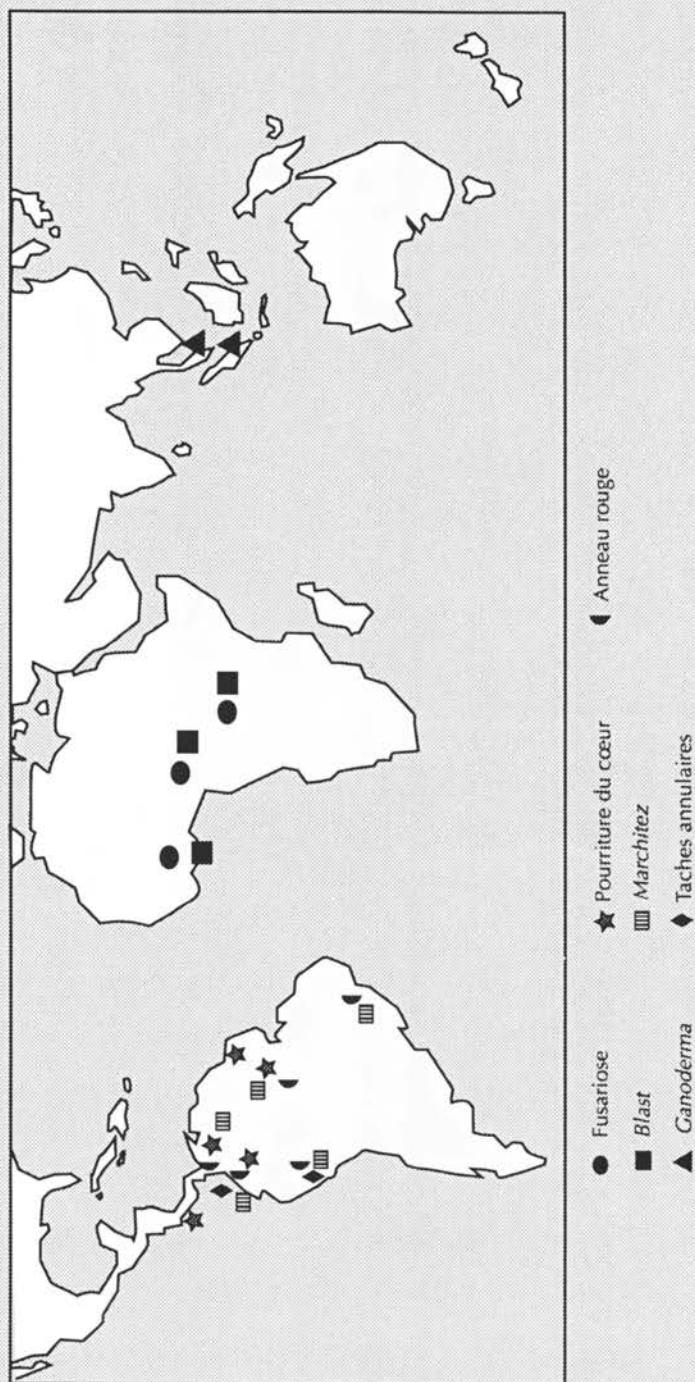 Fusariose
Blast
Ganoderma
Pourriture du cœur
Marchitez
Taches annulaires
Anneau rouge